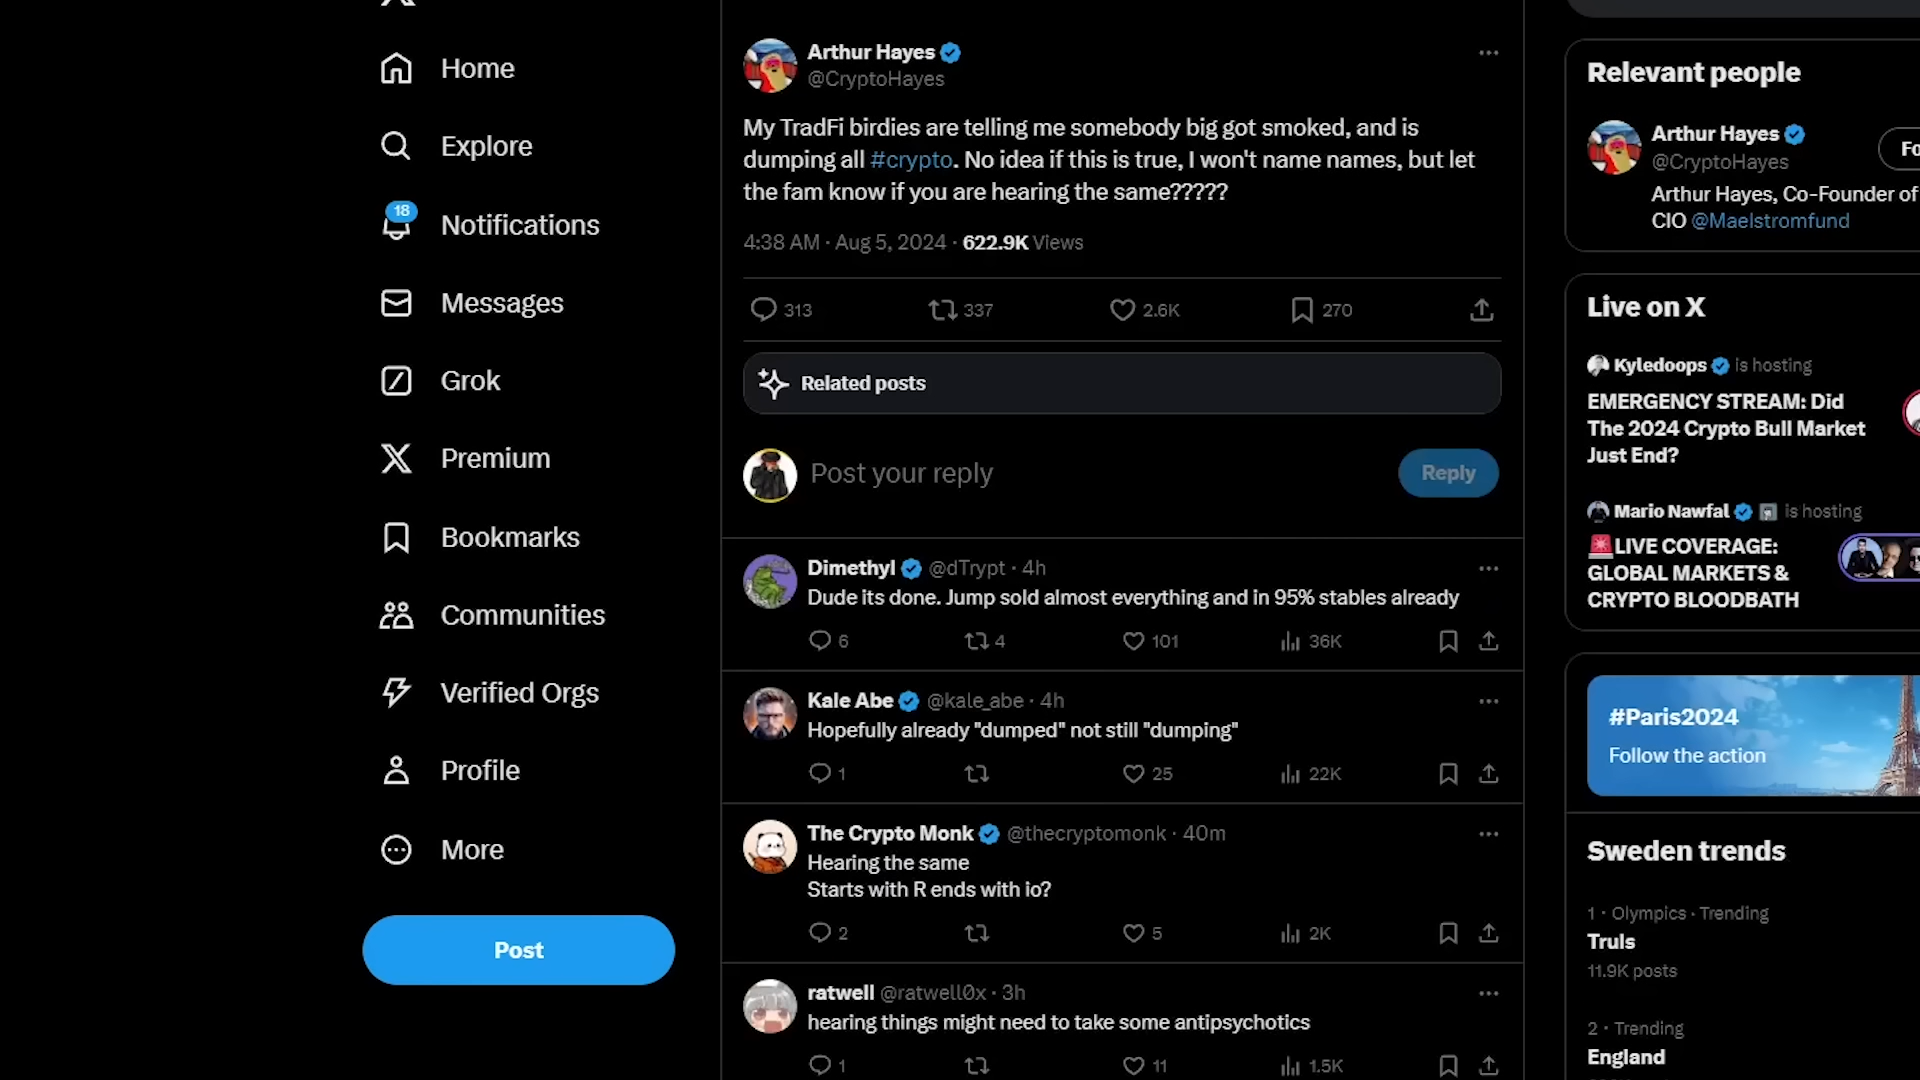 Home
Explore
18
Notifications
Messages
Grok
Premium
Bookmarks
Communities
Verified Orgs
Profile
More
Post
Arthur Hayes
@CryptoHayes
My TradFi birdies are telling me somebody big got smoked, and is
dumping all #crypto. No idea if this is true, I won't name names, but let
the fam know if you are hearing the same?????
4:38 AM · Aug 5, 2024 · 622.9K Views
313 337 2.6K 270
Related posts
Post your reply
Reply
Dimethyl @dTrypt · 4h
Dude its done. Jump sold almost everything and in 95% stables already
6 4 101 36K
Kale Abe @kale_abe · 4h
Hopefully already "dumped" not still "dumping"
1 25 22K
The Crypto Monk @thecryptomonk · 40m
Hearing the same
Starts with R ends with io?
2 5 2K
ratwell @ratwell0x · 3h
hearing things might need to take some antipsychotics
1 11 1.5K
Relevant people
Arthur Hayes
Fo
@CryptoHayes
Arthur Hayes, Co-Founder of
CIO @Maelstromfund
Live on X
Kyledoops is hosting
EMERGENCY STREAM: Did
The 2024 Crypto Bull Market
Just End?
Mario Nawfal is hosting
🚨LIVE COVERAGE:
GLOBAL MARKETS &
CRYPTO BLOODBATH
#Paris2024
Follow the action
Sweden trends
1 · Olympics · Trending
Truls
11.9K posts
2 · Trending
England